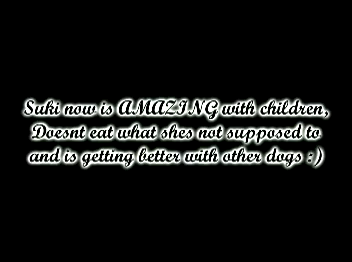 Suki now is AMAZING with children,
Doesnt eat what shes not supposed to
and is getting better with other dogs :)